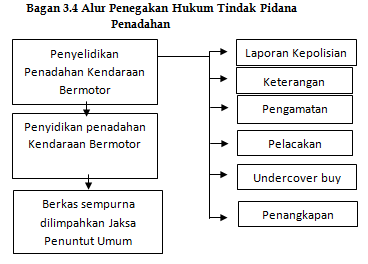 Bagan 3.4 Alur Penegakan Hukum Tindak Pidana
Penadahan
Penyelidikan
Penadahan Kendaraan
Bermotor
Penyidikan penadahan
Kendaraan Bermotor
Berkas sempurna
dilimpahkan Jaksa
Penuntut Umum
Laporan Kepolisian
Keterangan
Pengamatan
Pelacakan
Undercover buy
Penangkapan